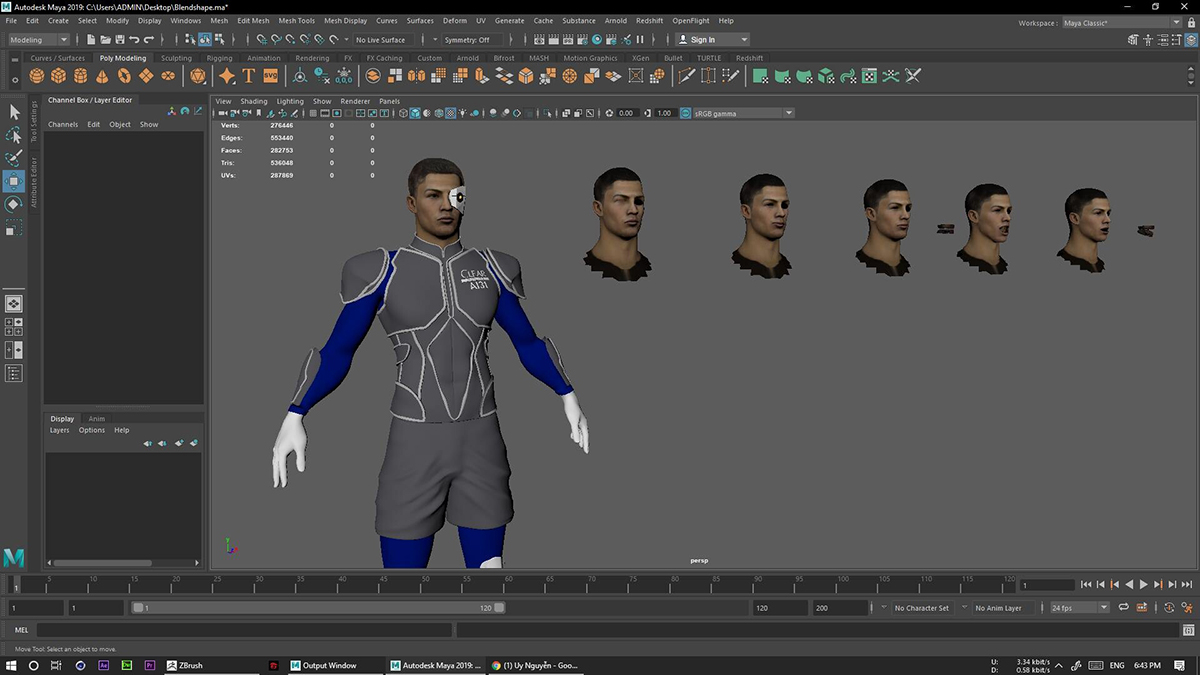 Autodesk Maya 2019: C:\Users\ADMIN\Desktop\Blendshape.ma*
File Edit Create Select Modify Display Windows Mesh Edit Mesh Mesh Tools Mesh Display Curves Surfaces Deform UV Generate Cache Substance Arnold Redshift OpenFlight Help
Workspace : Maya Classic*
Modeling No Live Surface Symmetry: Off Sign In
Curves / Surfaces Poly Modeling Sculpting Rigging Animation Rendering FX FX Caching Custom Arnold Bifrost MASH Motion Graphics XGen Bullet TURTLE Redshift
SVG 0,0,0
Channel Box / Layer Editor
Channels Edit Object Show
Tool Settings
Attribute Editor
View Shading Lighting Show Renderer Panels
0.00 1.00 sRGB gamma
Verts: 276446 0 0
Edges: 553440 0 0
Faces: 282753 0 0
Tris: 536048 0 0
UVs: 287869 0 0
CLEAR
A131
Display Anim
Layers Options Help
persp
1 5 10 15 20 25 30 35 40 45 50 55 60 65 70 75 80 85 90 95 100 105 110 115 120 1
1 1 1 120 120 200 No Character Set No Anim Layer 24 fps
MEL
Move Tool: Select an object to move.
Ae Pr ZBrush Output Window Autodesk Maya 2019: ... (1) Uy Nguyễn - Goo...
U: 3.34 kbit/s
D: 0.58 kbit/s
ENG 6:43 PM